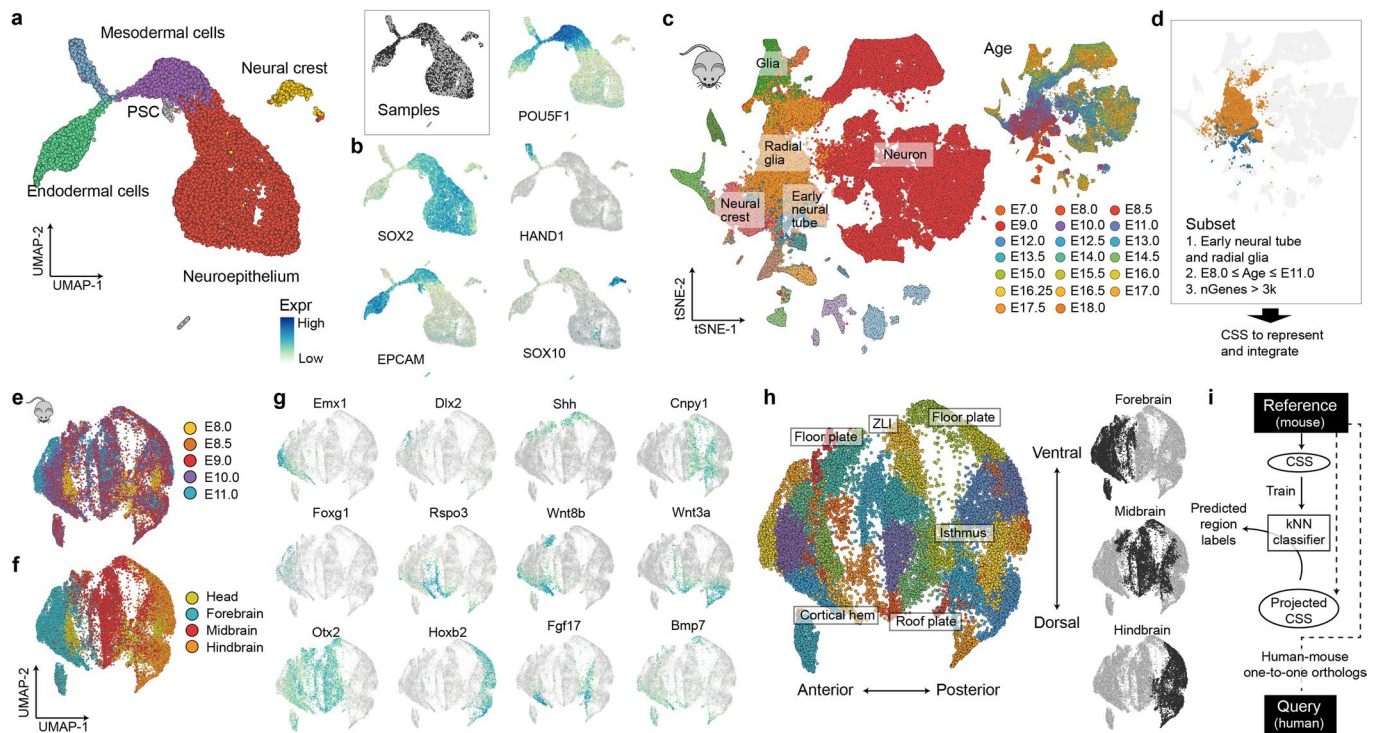 a
Mesodermal cells
Neural crest
PSC
Endodermal cells
Neuroepithelium
UMAP-2
UMAP-1
Expr
High
Low
Samples
POU5F1
b
SOX2
HAND1
EPCAM
SOX10
c
Glia
Radial
glia
Neuron
Neural
crest
Early
neural
tube
tSNE-2
tSNE-1
Age
E7.0 E8.0 E8.5
E9.0 E10.0 E11.0
E12.0 E12.5 E13.0
E13.5 E14.0 E14.5
E15.0 E15.5 E16.0
E16.25 E16.5 E17.0
E17.5 E18.0
d
Subset
1. Early neural tube
and radial glia
2. E8.0 ≤ Age ≤ E11.0
3. nGenes > 3k
CSS to represent
and integrate
e
E8.0
E8.5
E9.0
E10.0
E11.0
f
Head
Forebrain
Midbrain
Hindbrain
UMAP-2
UMAP-1
g
Emx1 Dlx2 Shh Cnpy1
Foxg1 Rspo3 Wnt8b Wnt3a
Otx2 Hoxb2 Fgf17 Bmp7
h
Floor plate
ZLI
Floor plate
Isthmus
Cortical hem
Roof plate
Anterior
Posterior
Ventral
Dorsal
Forebrain
Midbrain
Hindbrain
i
Reference
(mouse)
CSS
Train
Predicted
region
labels
kNN
classifier
Projected
CSS
Human-mouse
one-to-one orthologs
Query
(human)